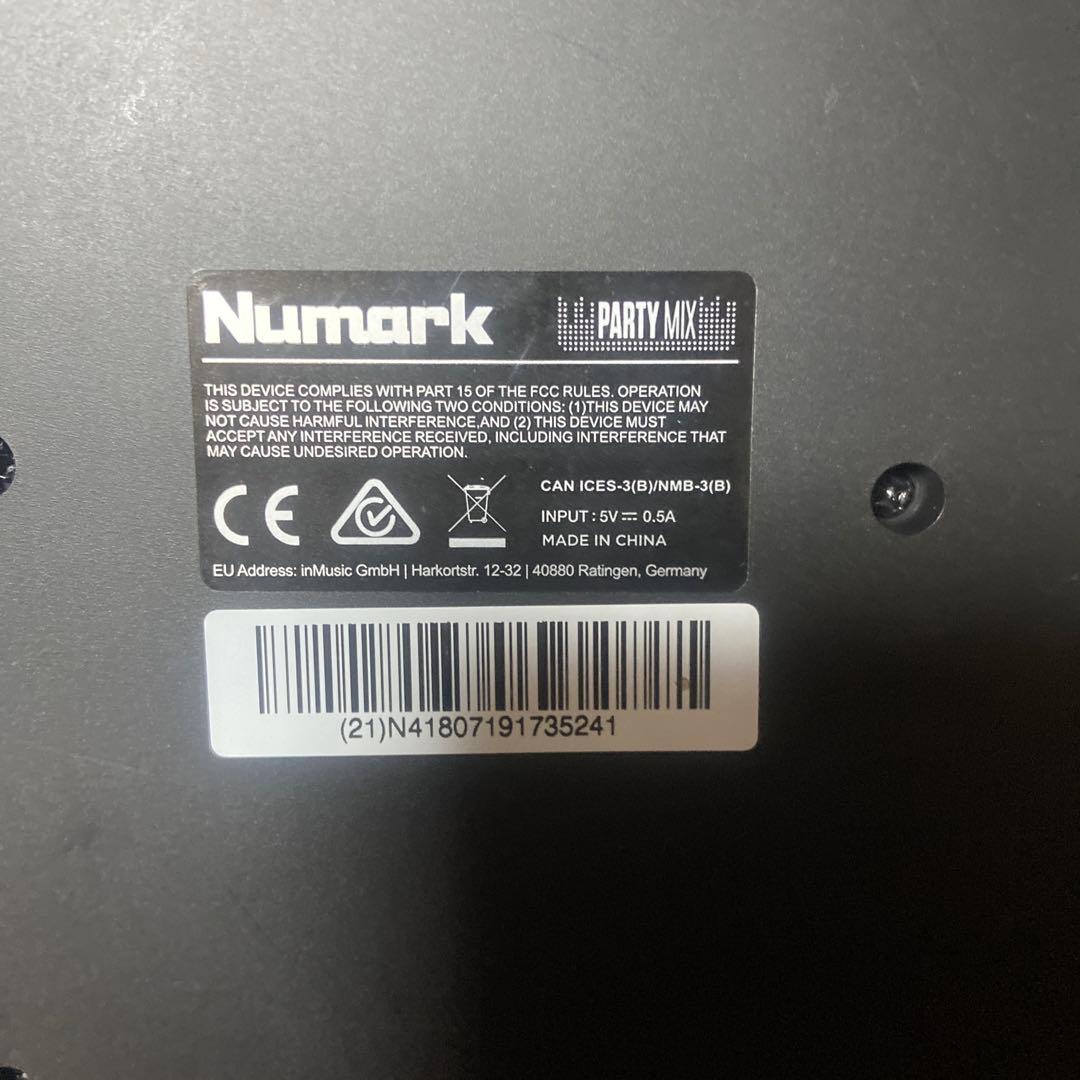 Numark PARTY MIX
THIS DEVICE COMPLIES WITH PART 15 OF THE FCC RULES. OPERATION
IS SUBJECT TO THE FOLLOWING TWO CONDITIONS: (1)THIS DEVICE MAY
NOT CAUSE HARMFUL INTERFERENCE,AND (2) THIS DEVICE MUST
ACCEPT ANY INTERFERENCE RECEIVED, INCLUDING INTERFERENCE THAT
MAY CAUSE UNDESIRED OPERATION.
CE
CAN ICES-3(B)/NMB-3(B)
INPUT : 5V⎓ 0.5A
MADE IN CHINA
EU Address: inMusic GmbH | Harkortstr. 12-32 | 40880 Ratingen, Germany
(21)N41807191735241